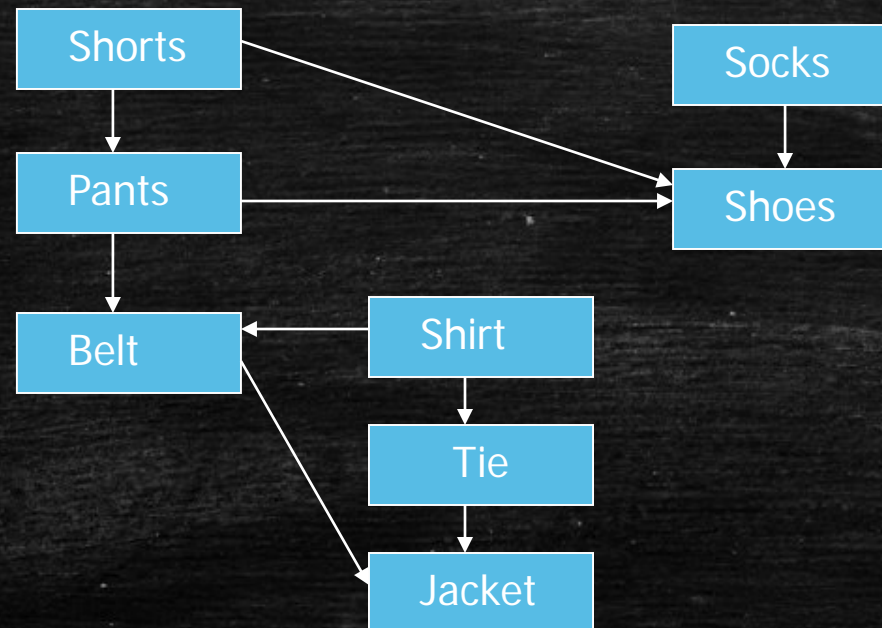 Shorts
Socks
Pants
Shoes
Belt
Shirt
Tie
Jacket